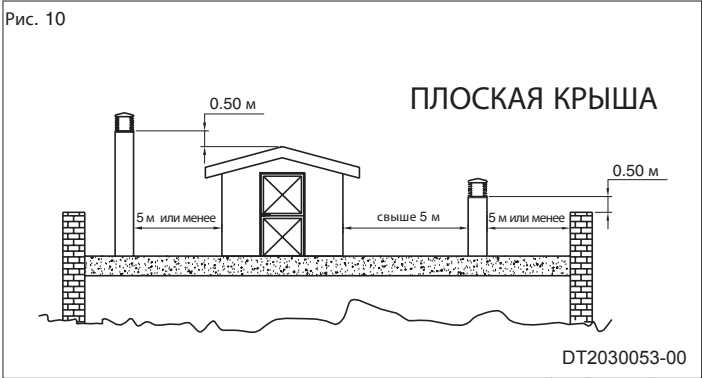 Рис. 10
ПЛОСКАЯ КРЫША
0.50 м
0.50 м
5 м или менее
свыше 5 м
5 м или менее
DT2030053-00